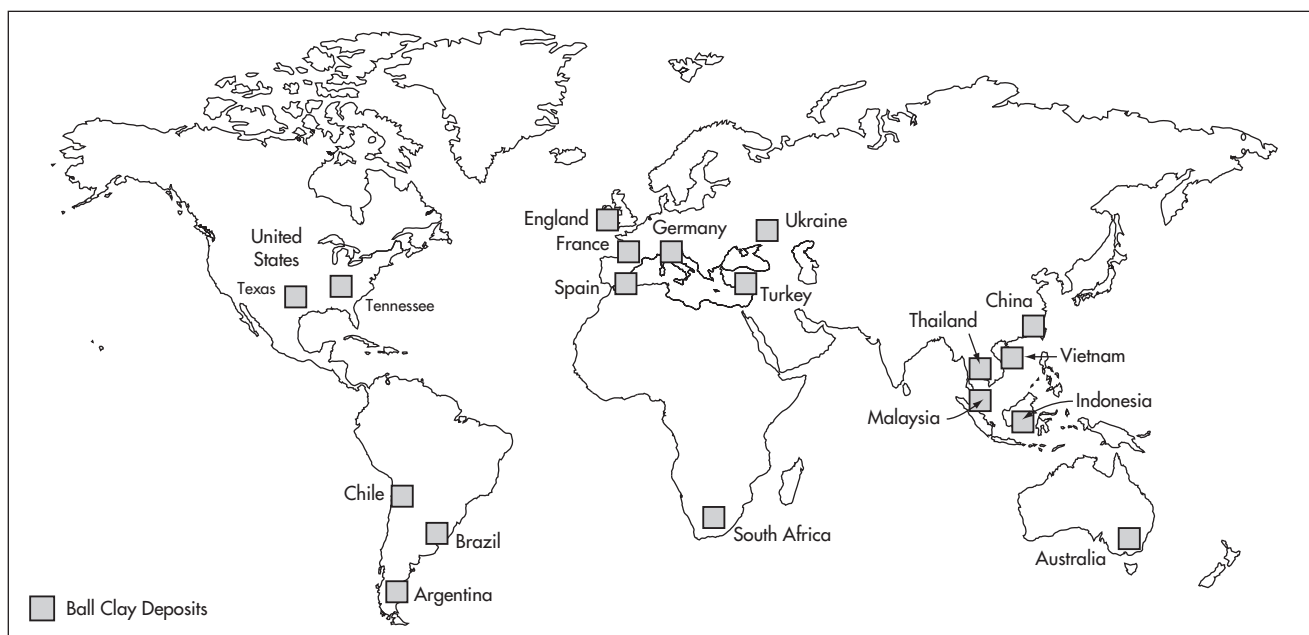 England
Ukraine
Germany
France
United
States
Texas
Tennessee
Spain
Turkey
China
Thailand
Vietnam
Malaysia
Indonesia
Chile
Brazil
South Africa
Australia
Argentina
Ball Clay Deposits